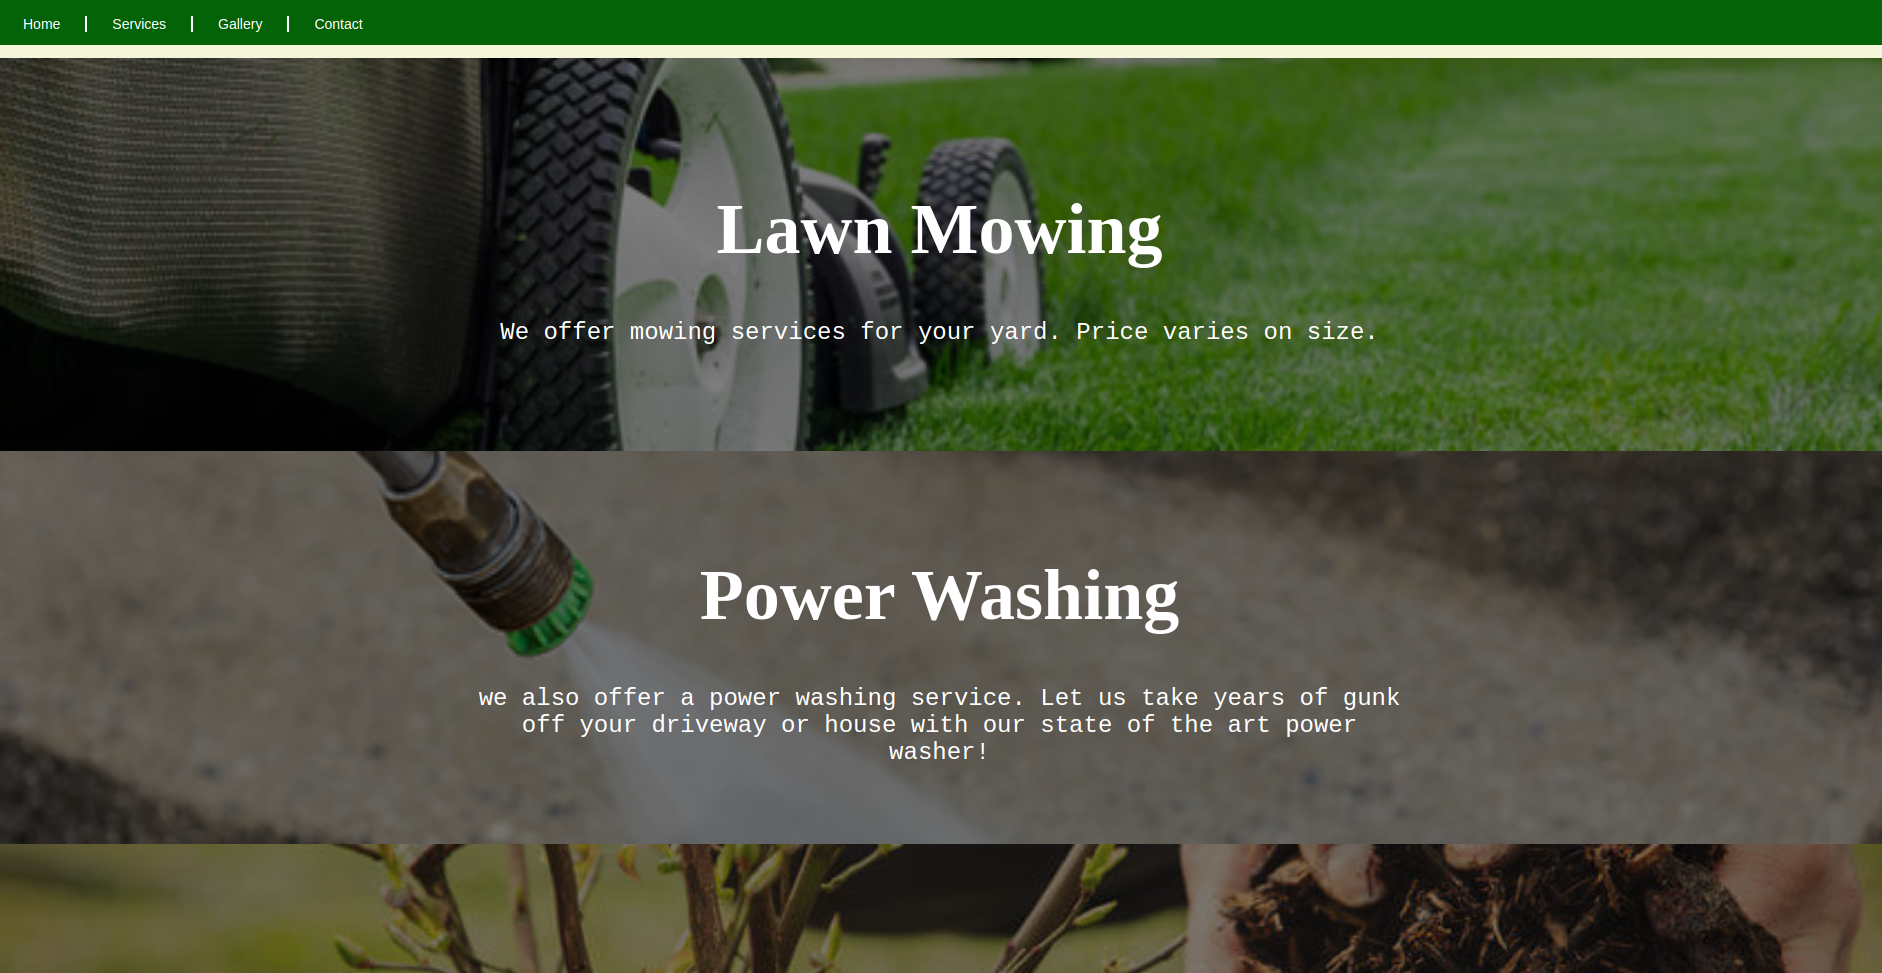 Home Services Gallery Contact
Lawn Mowing
We offer mowing services for your yard. Price varies on size.
Power Washing
we also offer a power washing service. Let us take years of gunk
off your driveway or house with our state of the art power
washer!